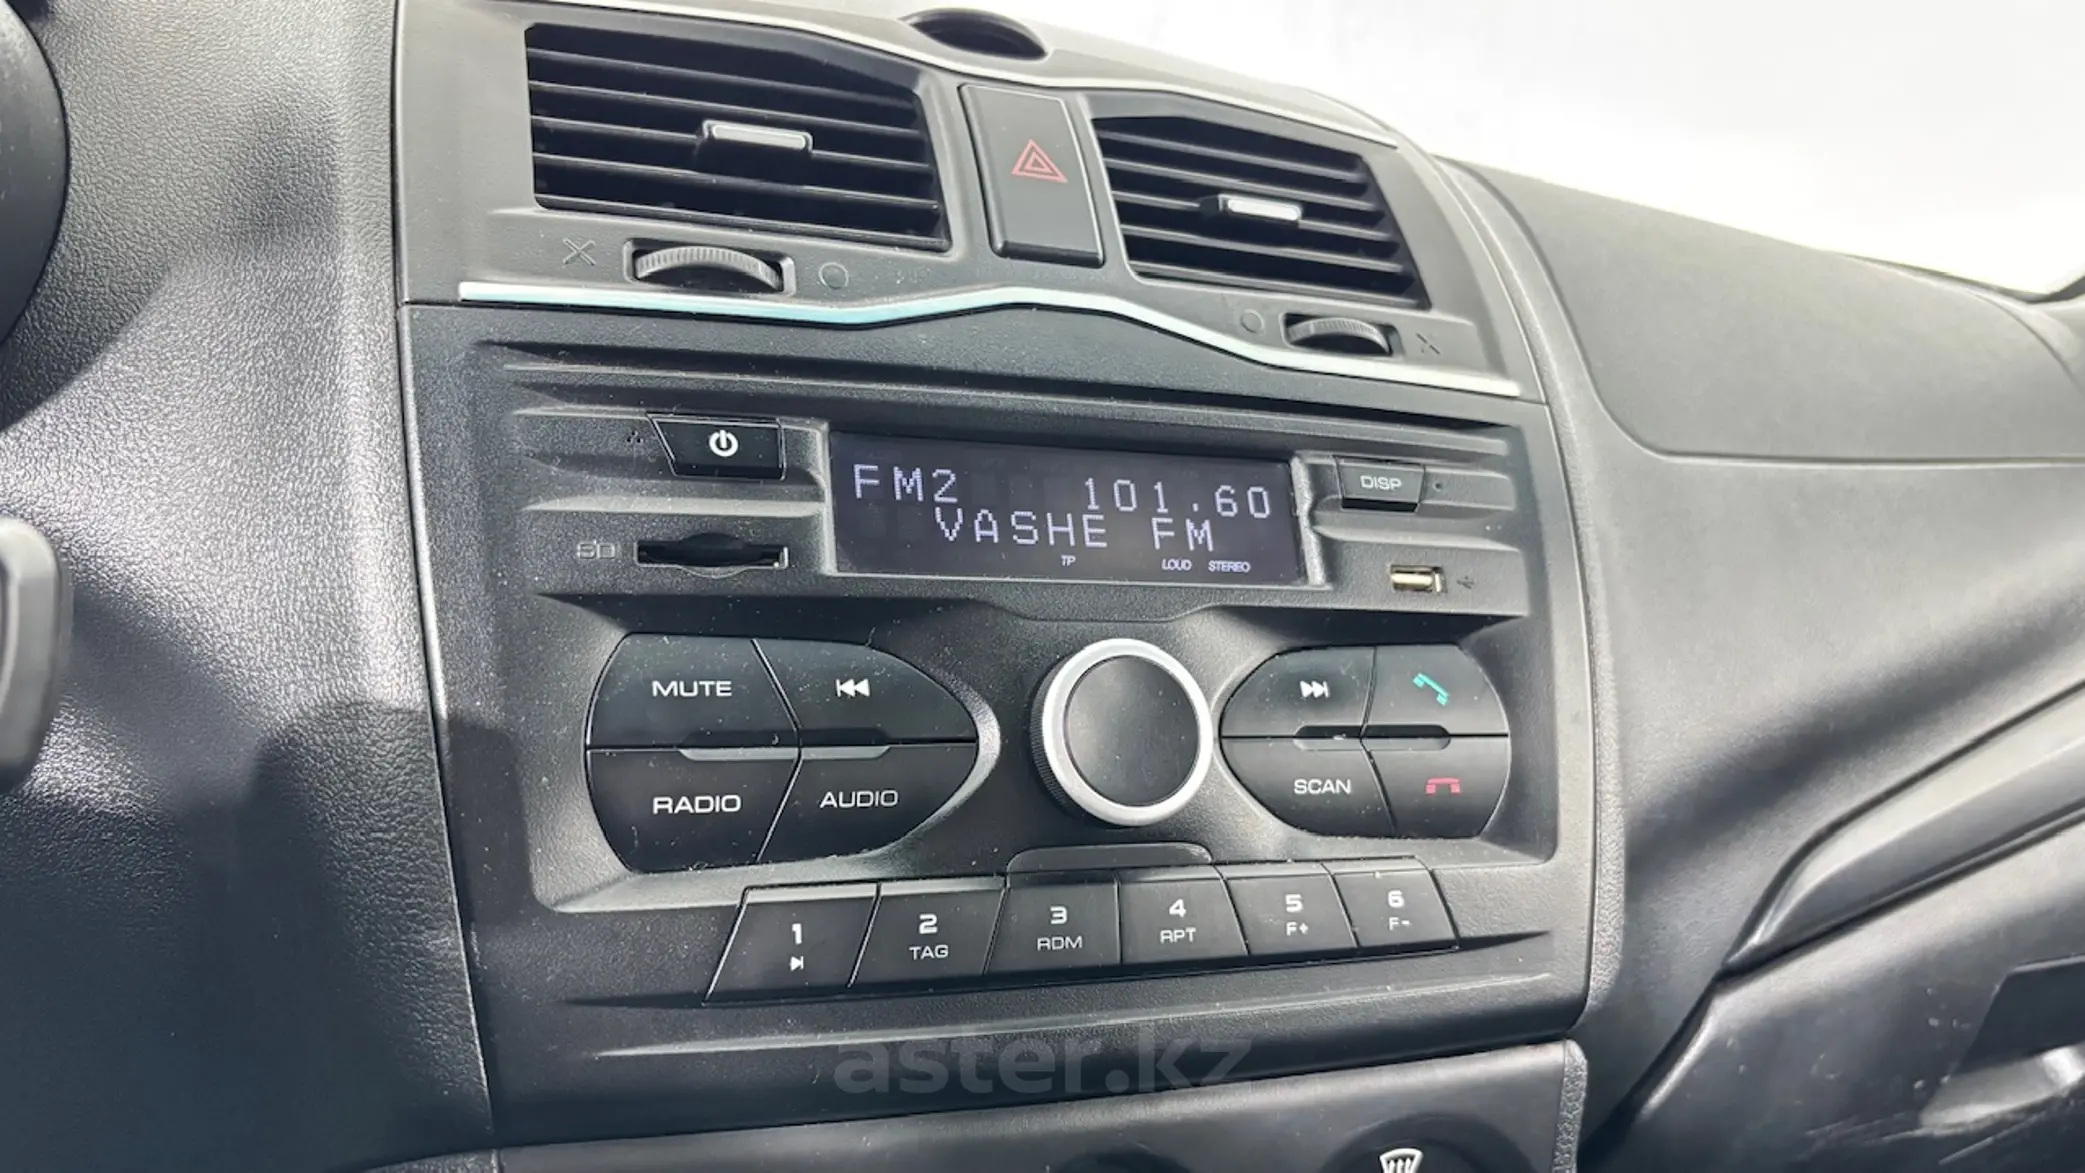 FM2 101.60
VASHE FM
TP LOUD STEREO
DISP
SD
MUTE
RADIO
AUDIO
SCAN
1
2
TAG
3
RDM
4
RPT
5
F+
6
F-
aster.kz